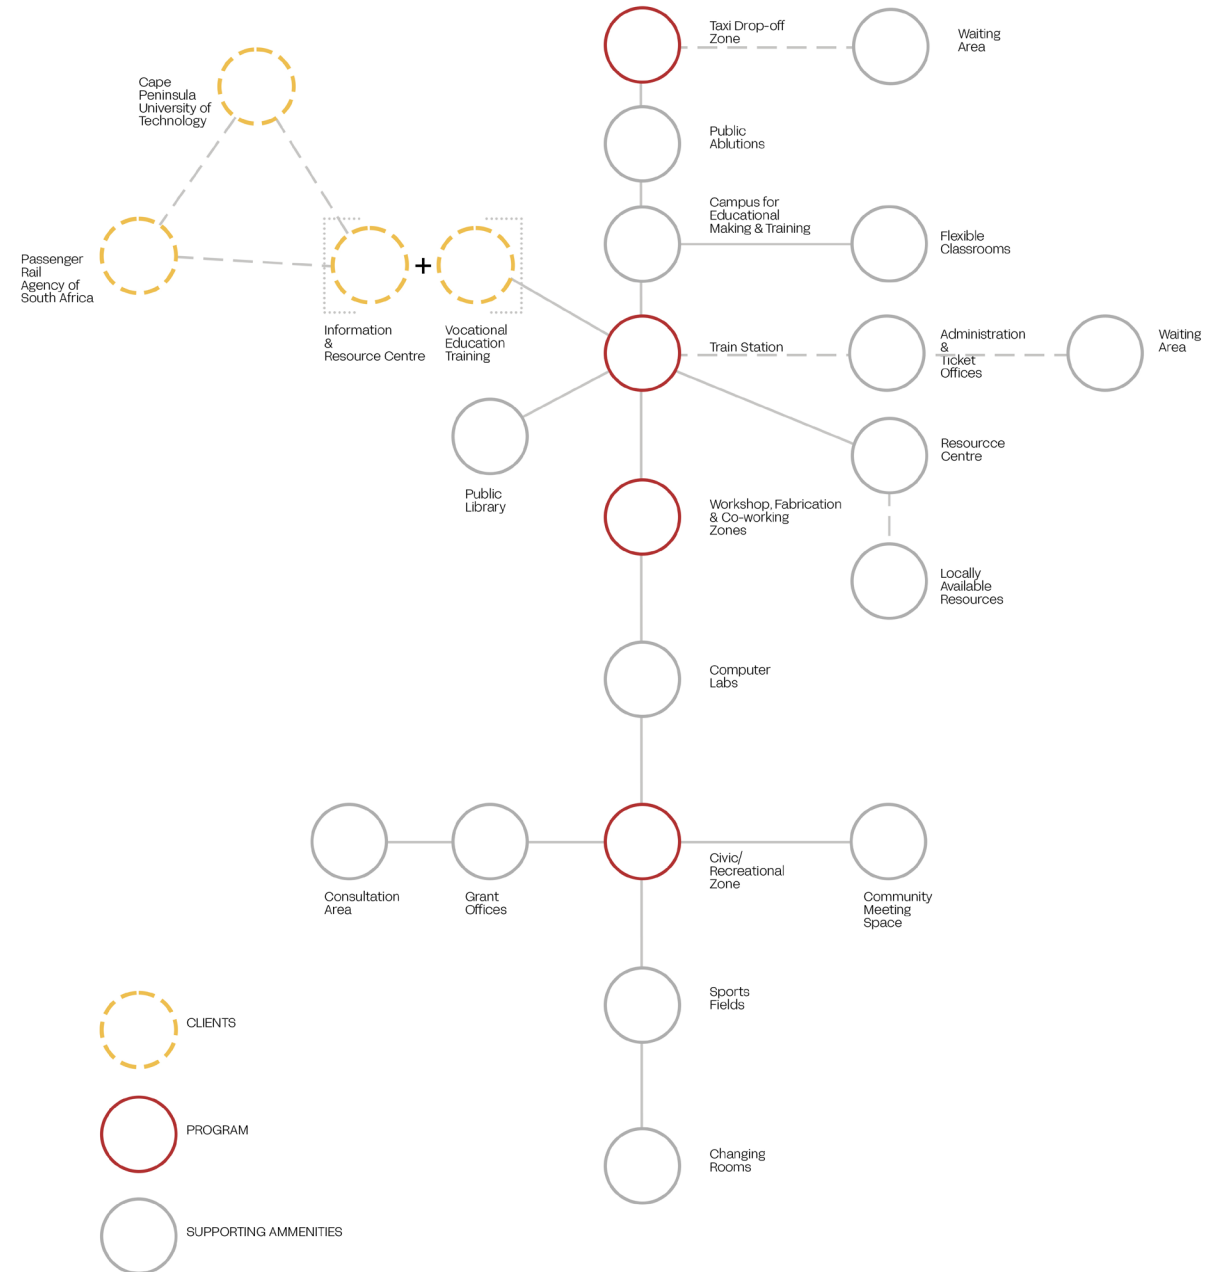 Taxi Drop-off
Zone
Waiting
Area
Cape
Peninsula
University of
Technology
Public
Ablutions
Campus for
Educational
Making & Training
Flexible
Classrooms
Passenger
Rail
Agency of
South Africa
+
Information
&
Resource Centre
Vocational
Education
Training
Train Station
Administration
&
Ticket
Offices
Waiting
Area
Resourcce
Centre
Public
Library
Workshop, Fabrication
& Co-working
Zones
Locally
Available
Resources
Computer
Labs
Civic/
Recreational
Zone
Consultation
Area
Grant
Offices
Community
Meeting
Space
Sports
Fields
CLIENTS
PROGRAM
Changing
Rooms
SUPPORTING AMMENITIES